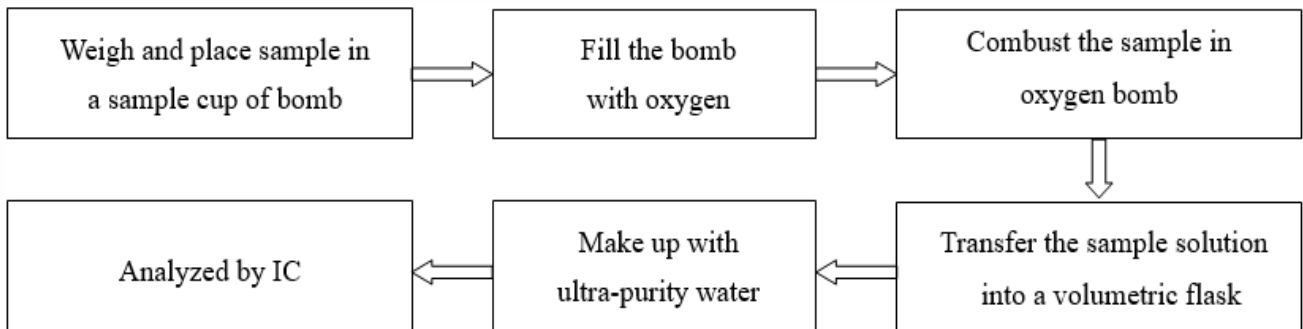 Weigh and place sample in
a sample cup of bomb
Fill the bomb
with oxygen
Combust the sample in
oxygen bomb
Transfer the sample solution
into a volumetric flask
Make up with
ultra-purity water
Analyzed by IC